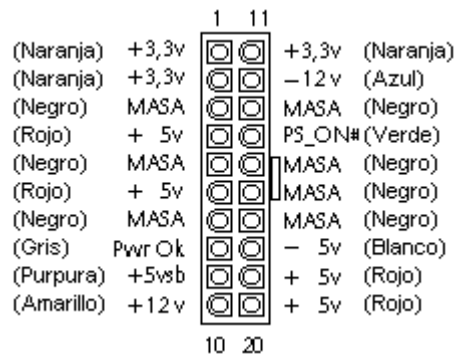 1 11
(Naranja) +3,3v +3,3v (Naranja)
(Naranja) +3,3v −12v (Azul)
(Negro) MASA MASA (Negro)
(Rojo) + 5v PS_ON# (Verde)
(Negro) MASA MASA (Negro)
(Rojo) + 5v MASA (Negro)
(Negro) MASA MASA (Negro)
(Gris) Pwr Ok − 5v (Blanco)
(Purpura) +5vsb + 5v (Rojo)
(Amarillo) +12v + 5v (Rojo)
10 20